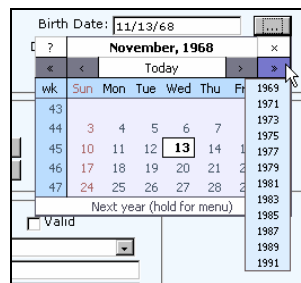 Birth Date: 11/13/68 ...
? November, 1968 ×
« < Today > »
wk Sun Mon Tue Wed Thu
43
44 3 4 5 6 7
45 10 11 12 13 14
46 17 18 19 20 21
47 24 25 26 27 28
Next year (hold for menu)
1969
1971
1973
1975
1977
1979
1981
1983
1985
1987
1989
1991
Valid